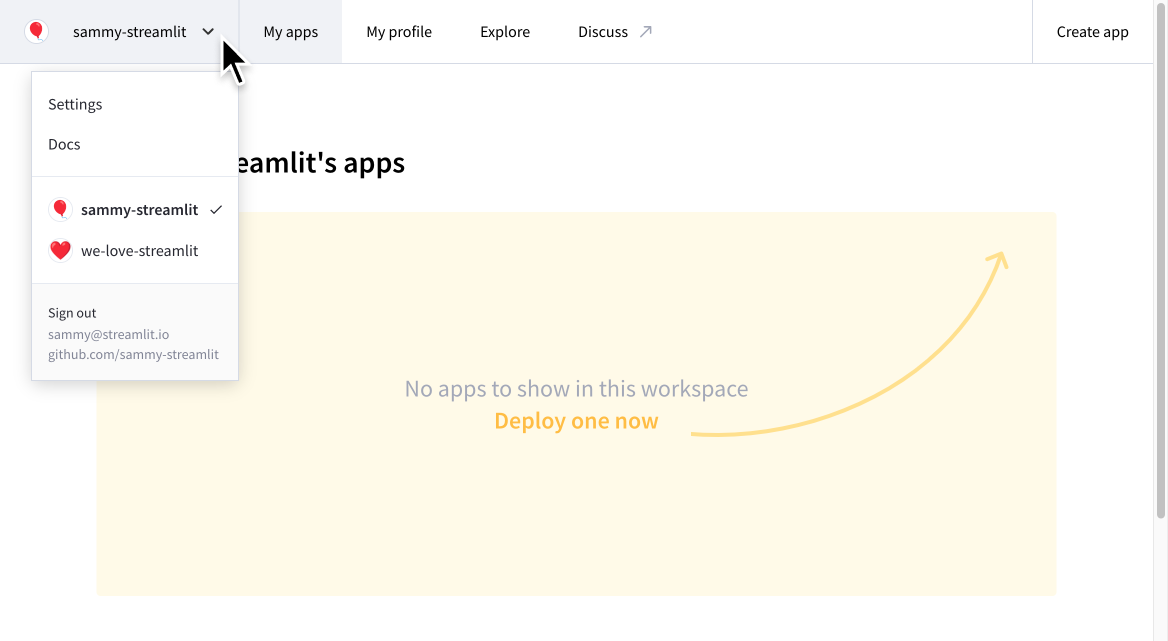 sammy-streamlit
My apps
My profile
Explore
Discuss
Create app
Settings
Docs
sammy-streamlit
we-love-streamlit
Sign out
sammy@streamlit.io
github.com/sammy-streamlit
eamlit's apps
No apps to show in this workspace
Deploy one now